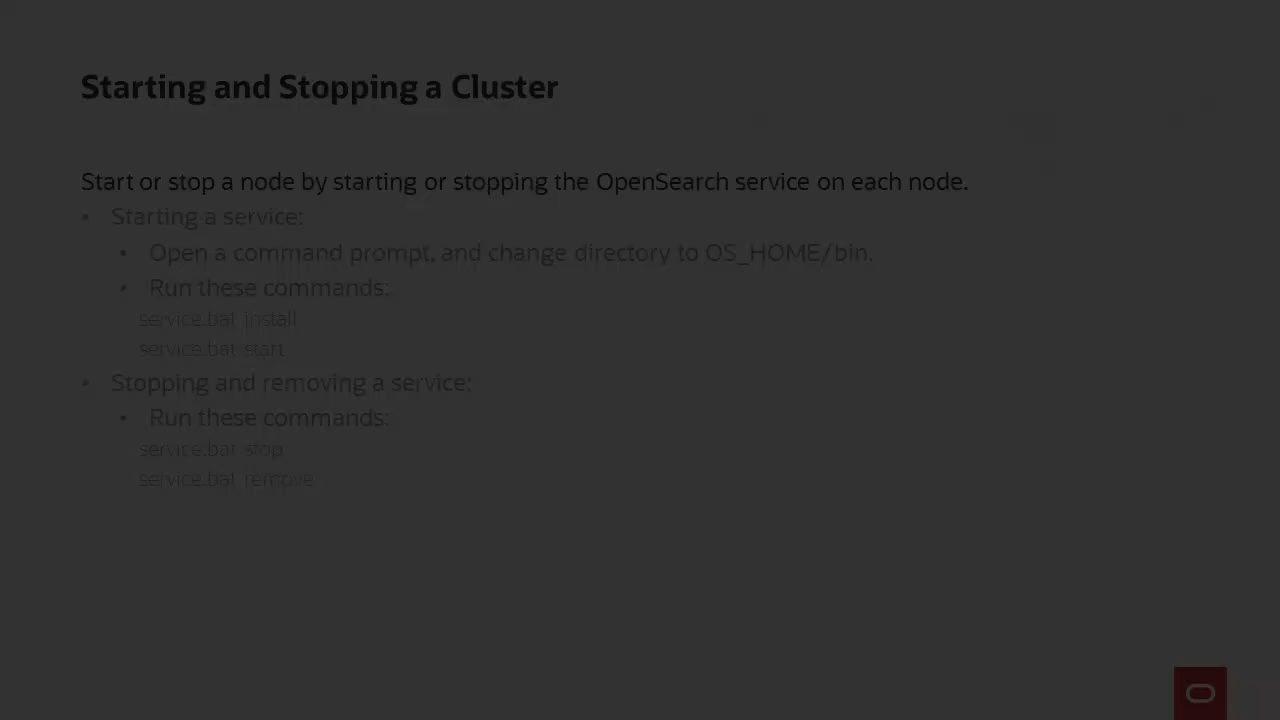 Starting and Stopping a Cluster
Start or stop a node by starting or stopping the OpenSearch service on each node.
• Starting a service:
• Open a command prompt, and change directory to OS_HOME/bin.
• Run these commands:
service.bat install
service.bat start
• Stopping and removing a service:
• Run these commands:
service.bat stop
service.bat remove